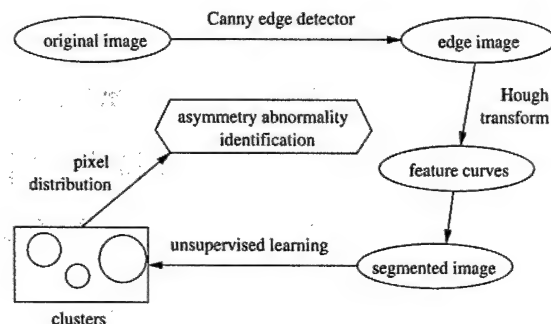 Canny edge detector
original image
edge image
Hough
transform
asymmetry abnormality
identification
pixel
distribution
feature curves
unsupervised learning
segmented image
clusters